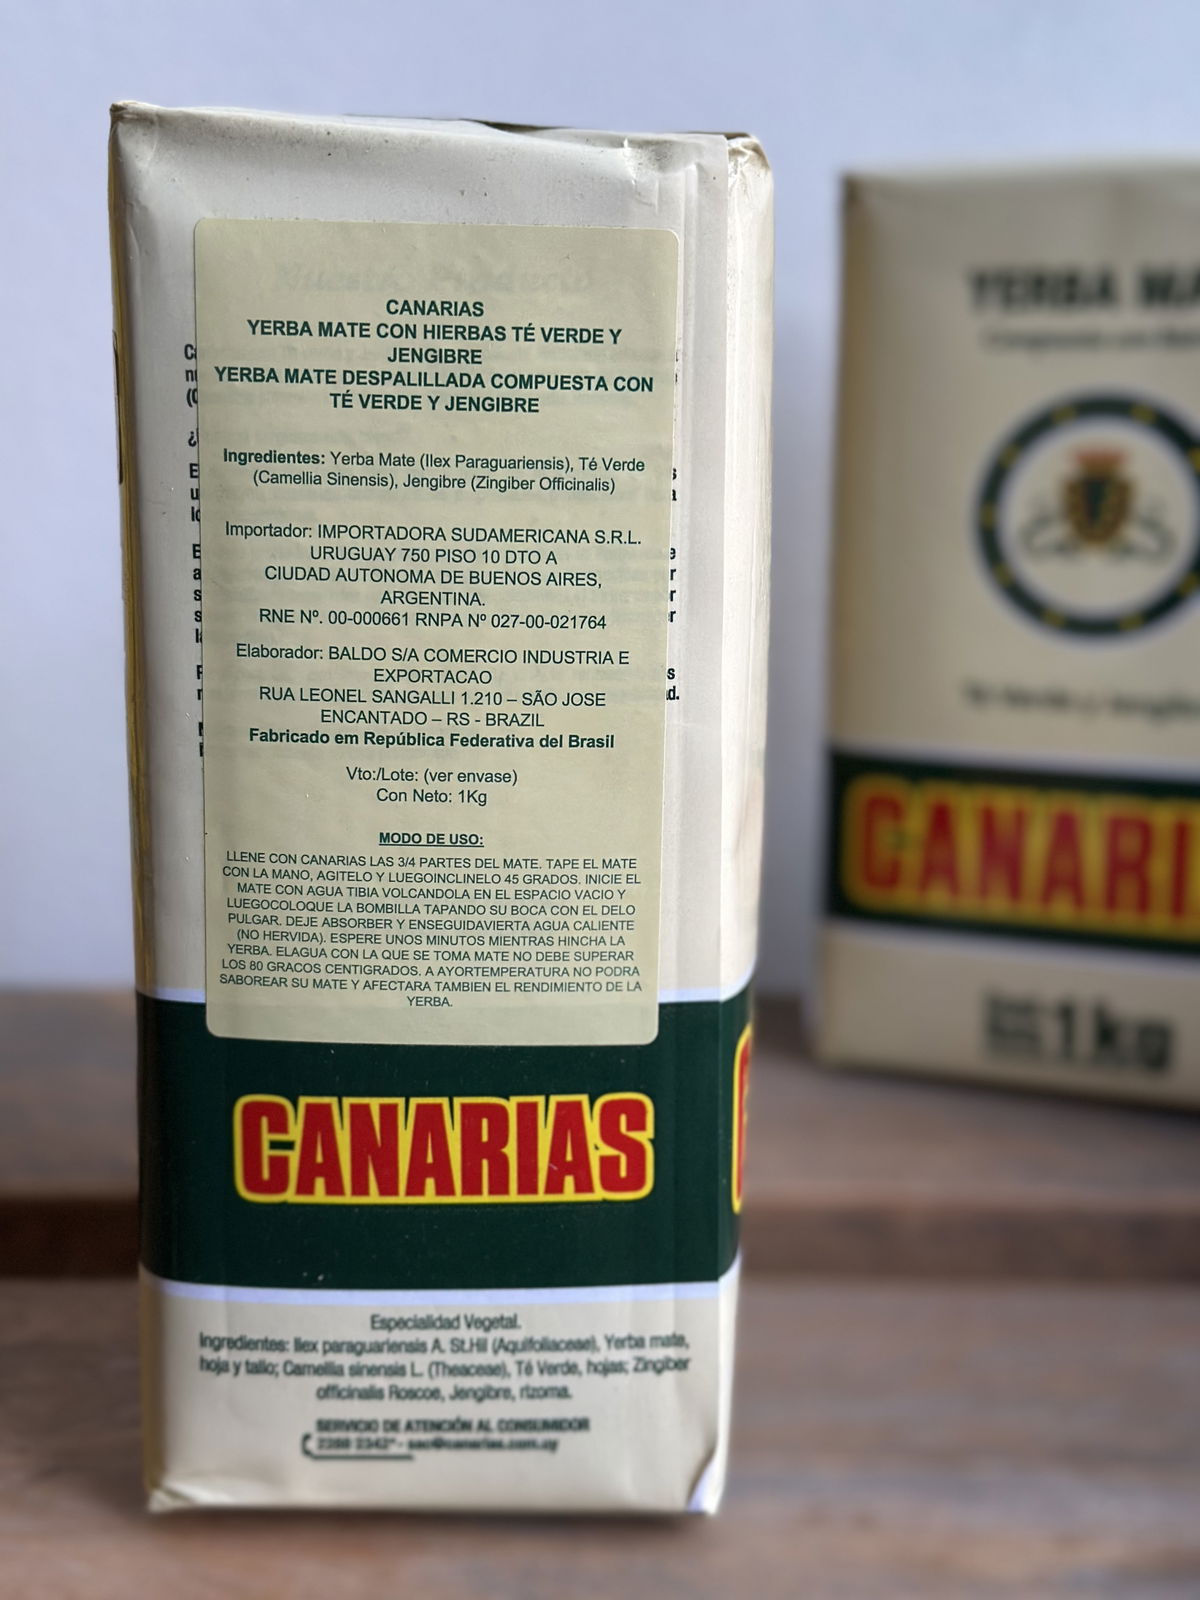 CANARIAS
YERBA MATE CON HIERBAS TÉ VERDE Y
JENGIBRE
YERBA MATE DESPALILLADA COMPUESTA CON
TÉ VERDE Y JENGIBRE
Ingredientes: Yerba Mate (Ilex Paraguariensis), Té Verde
(Camellia Sinensis), Jengibre (Zingiber Officinalis)
Importador: IMPORTADORA SUDAMERICANA S.R.L.
URUGUAY 750 PISO 10 DTO A
CIUDAD AUTONOMA DE BUENOS AIRES,
ARGENTINA.
RNE Nº. 00-000661 RNPA Nº 027-00-021764
Elaborador: BALDO S/A COMERCIO INDUSTRIA E
EXPORTACAO
RUA LEONEL SANGALLI 1.210 – SÃO JOSE
ENCANTADO – RS - BRAZIL
Fabricado em República Federativa del Brasil
Vto:/Lote: (ver envase)
Con Neto: 1Kg
MODO DE USO:
LLENE CON CANARIAS LAS 3/4 PARTES DEL MATE. TAPE EL MATE
CON LA MANO, AGITELO Y LUEGOINCLINELO 45 GRADOS. INICIE EL
MATE CON AGUA TIBIA VOLCANDOLA EN EL ESPACIO VACIO Y
LUEGOCOLOQUE LA BOMBILLA TAPANDO SU BOCA CON EL DELO
PULGAR. DEJE ABSORBER Y ENSEGUIDAVIERTA AGUA CALIENTE
(NO HERVIDA). ESPERE UNOS MINUTOS MIENTRAS HINCHA LA
YERBA. ELAGUA CON LA QUE SE TOMA MATE NO DEBE SUPERAR
LOS 80 GRACOS CENTIGRADOS. A AYORTEMPERATURA NO PODRA
SABOREAR SU MATE Y AFECTARA TAMBIEN EL RENDIMIENTO DE LA
YERBA.
CANARIAS
Especialidad Vegetal.
Ingredientes: Ilex paraguariensis A. St.Hil (Aquifoliaceae), Yerba mate,
hoja y tallo; Camellia sinensis L. (Theaceae), Té Verde, hojas; Zingiber
officinalis Roscoe, Jengibre, rizoma.
SERVICIO DE ATENCIÓN AL CONSUMIDOR
sac@canarias.com.uy
YERBA
Té Verde y
CANARI
1kg